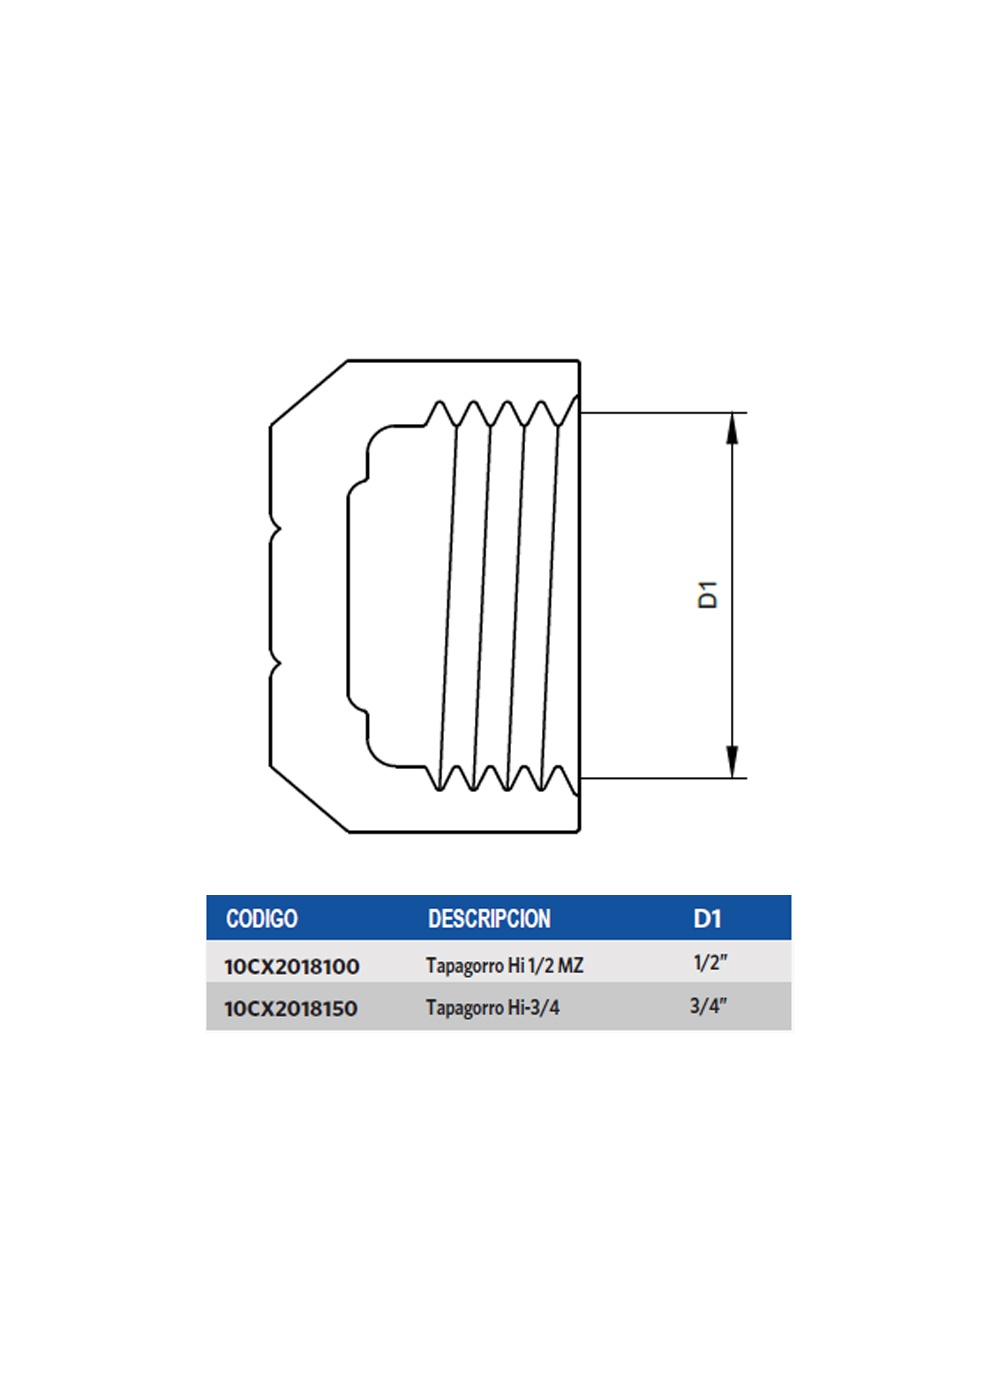 D1
CODIGO DESCRIPCION D1
10CX2018100 Tapagorro Hi 1/2 MZ 1/2"
10CX2018150 Tapagorro Hi-3/4 3/4"